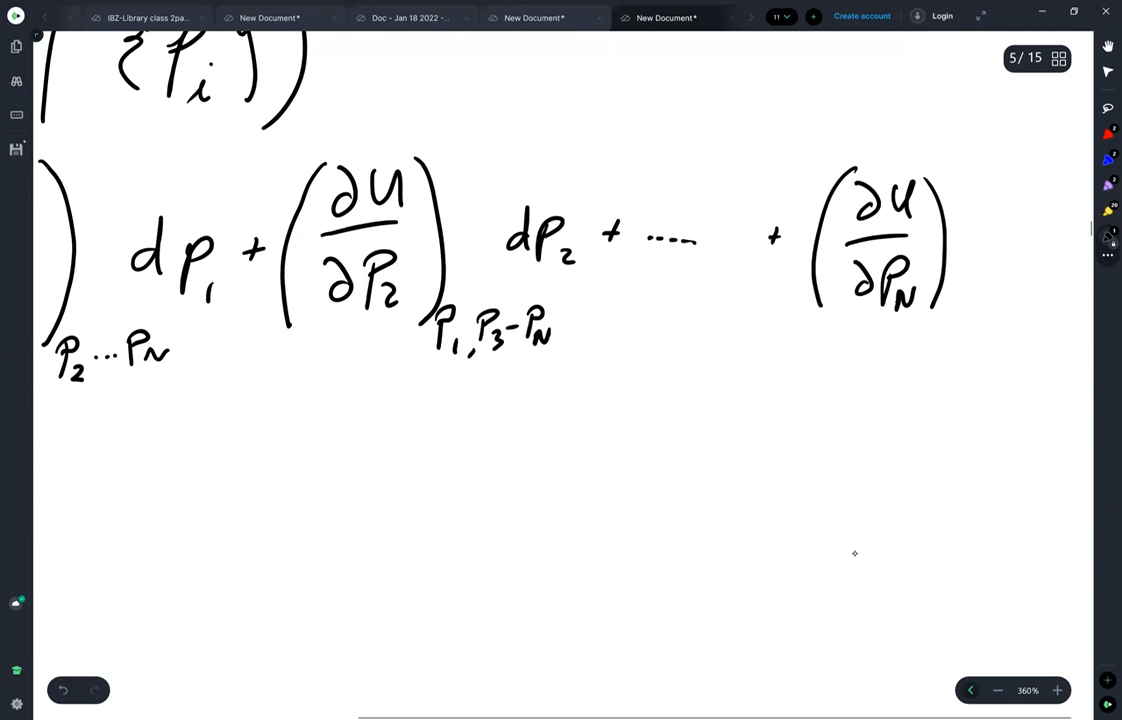 IBZ-Library class 2pa... New Document* Doc - Jan 18 2022 -... New Document* New Document* 11 Create account Login
5/ 15
({P_i})
)_{P_2 ... P_N} dP_1 + (∂U/∂P_2)_{P_1, P_3 - P_N} dP_2 + ..... + (∂U/∂P_N)
360%